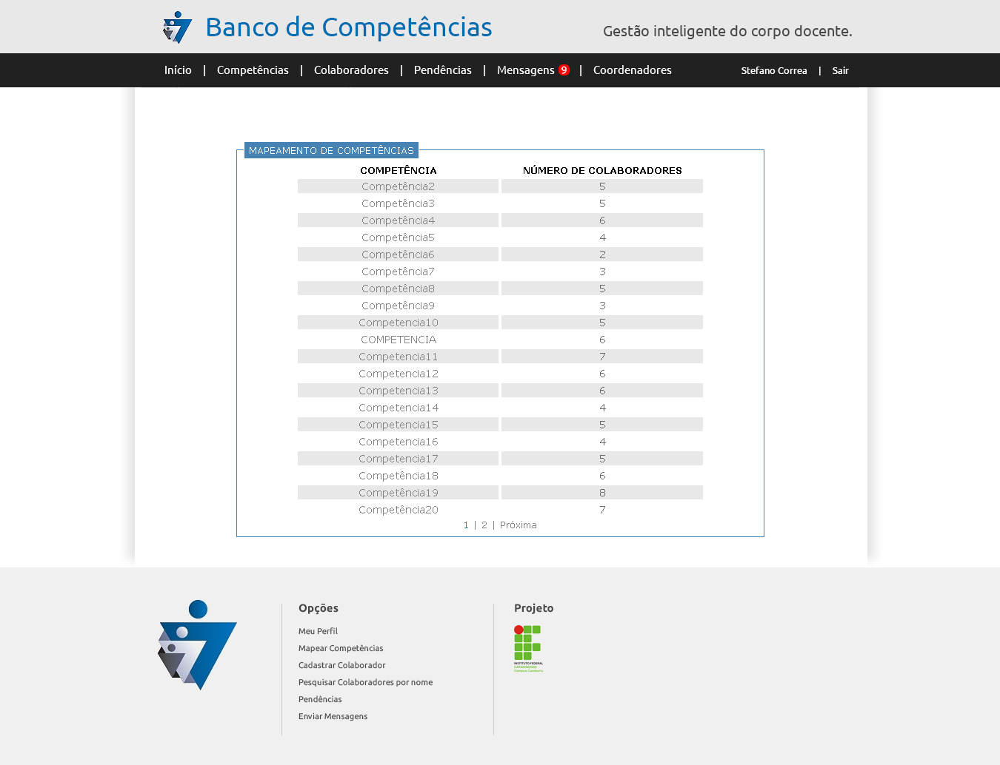 Banco de Competências
Gestão inteligente do corpo docente.
Início | Competências | Colaboradores | Pendências | Mensagens 9 | Coordenadores
Stefano Correa | Sair
MAPEAMENTO DE COMPETÊNCIAS
COMPETÊNCIA NÚMERO DE COLABORADORES
Competência2 5
Competência3 5
Competência4 6
Competência5 4
Competência6 2
Competência7 3
Competência8 5
Competência9 3
Competencia10 5
COMPETENCIA 6
Competencia11 7
Competencia12 6
Competencia13 6
Competencia14 4
Competencia15 5
Competencia16 4
Competencia17 5
Competência18 6
Competência19 8
Competência20 7
1 | 2 | Próxima
Opções
Meu Perfil
Mapear Competências
Cadastrar Colaborador
Pesquisar Colaboradores por nome
Pendências
Enviar Mensagens
Projeto
INSTITUTO FEDERAL
CATARINENSE
Campus Camboriú